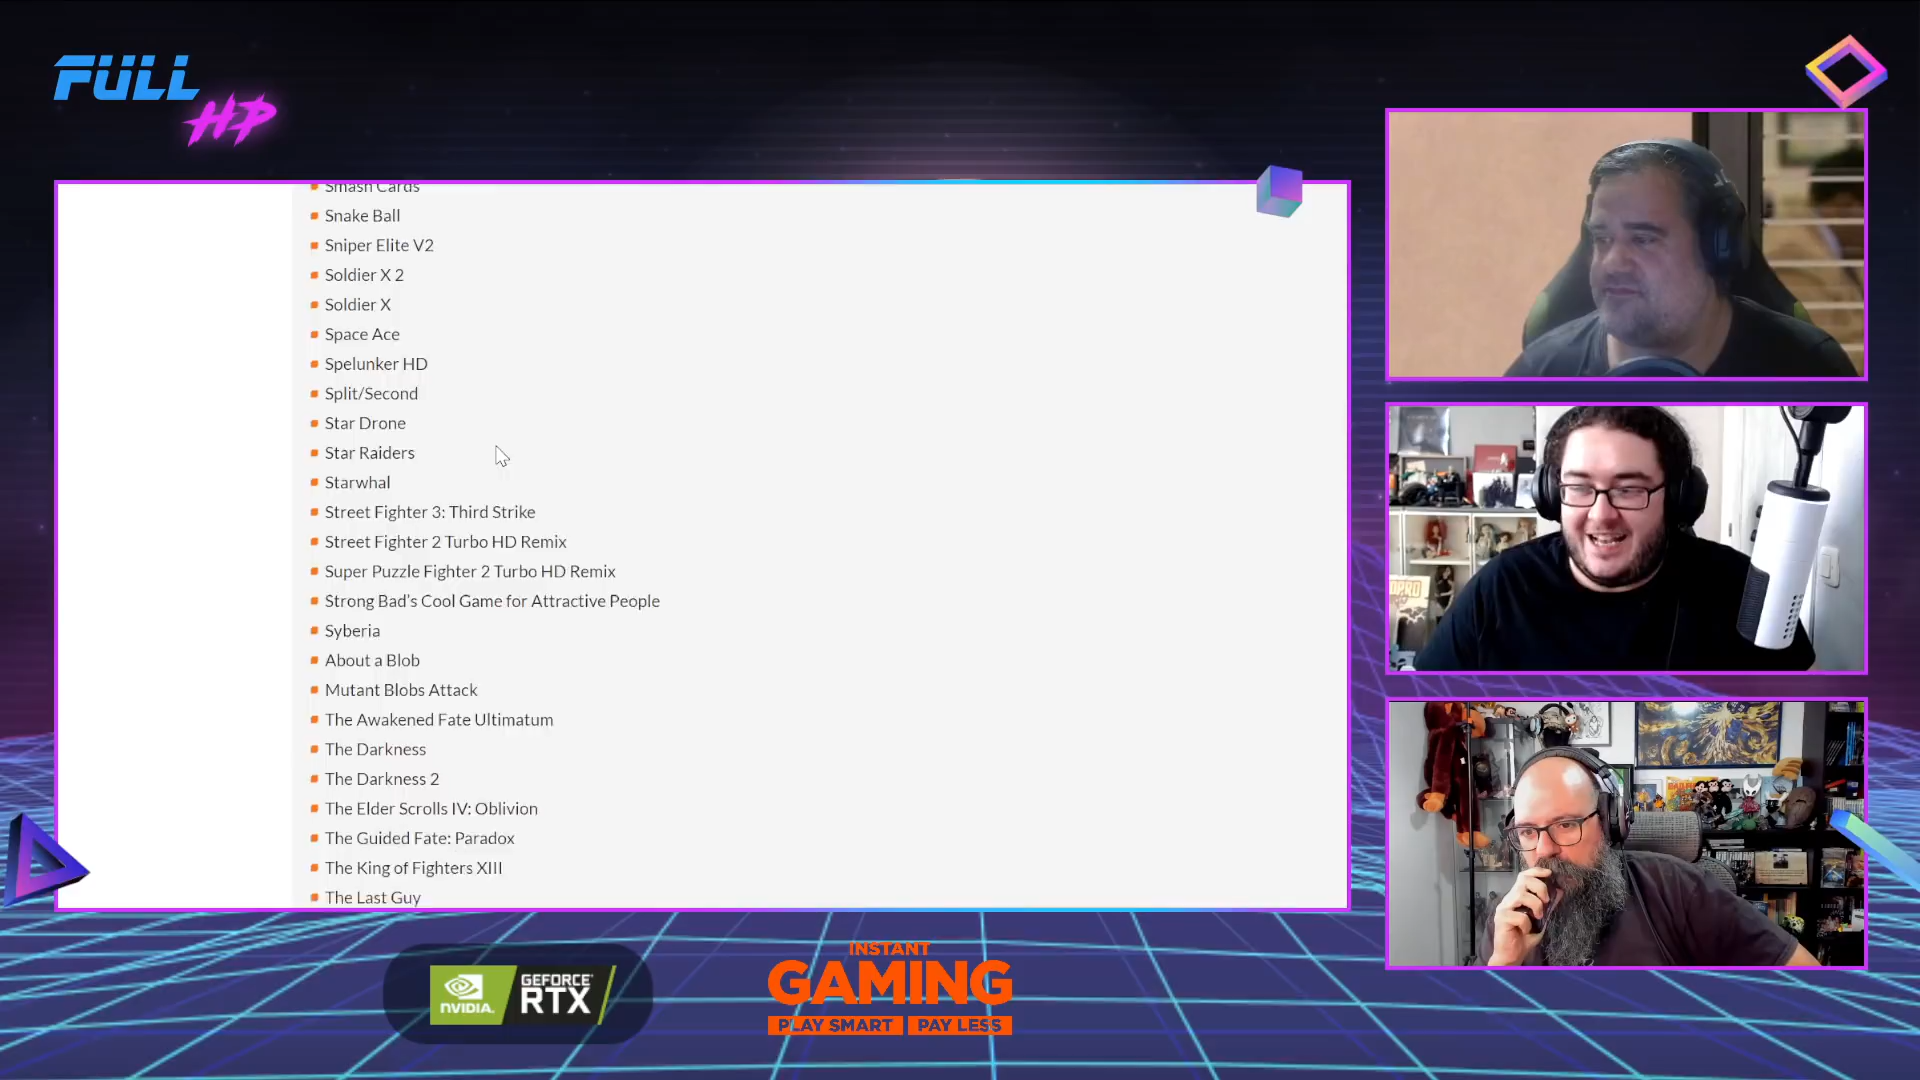 FULL
HP
Smash Cards
Snake Ball
Sniper Elite V2
Soldier X 2
Soldier X
Space Ace
Spelunker HD
Split/Second
Star Drone
Star Raiders
Starwhal
Street Fighter 3: Third Strike
Street Fighter 2 Turbo HD Remix
Super Puzzle Fighter 2 Turbo HD Remix
Strong Bad's Cool Game for Attractive People
Syberia
About a Blob
Mutant Blobs Attack
The Awakened Fate Ultimatum
The Darkness
The Darkness 2
The Elder Scrolls IV: Oblivion
The Guided Fate: Paradox
The King of Fighters XIII
The Last Guy
NVIDIA.
GEFORCE
RTX
INSTANT
GAMING
PLAY SMART PAY LESS